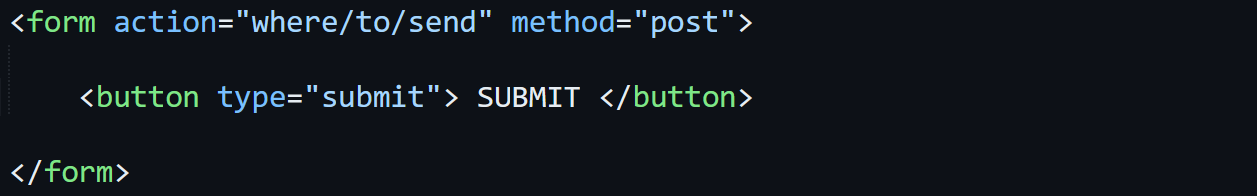 <form action="where/to/send" method="post">
<button type="submit"> SUBMIT </button>
</form>